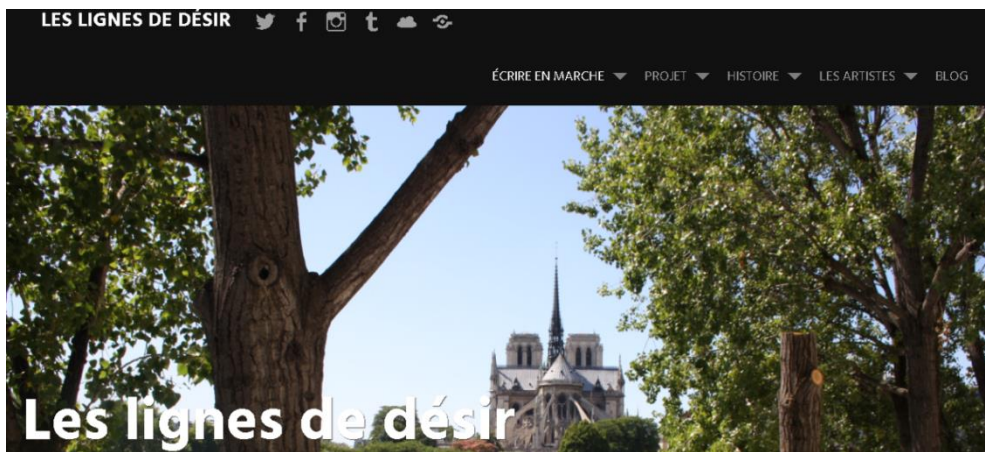 LES LIGNES DE DÉSIR
ÉCRIRE EN MARCHE PROJET HISTOIRE LES ARTISTES BLOG
Les lignes de désir